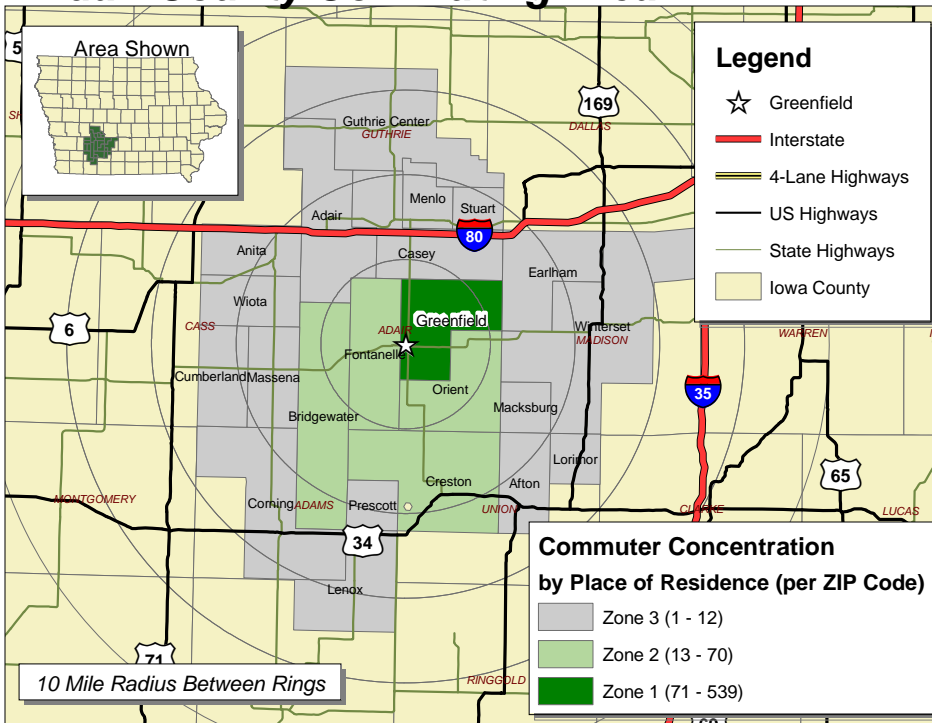 Area Shown
5
169
Legend
Greenfield
Interstate
4-Lane Highways
US Highways
State Highways
Iowa County
Guthrie Center
GUTHRIE
DALLAS
Menlo
Stuart
Adair
80
Anita
Casey
Earlham
Wiota
CASS
ADAIR
Greenfield
Winterset
MADISON
WARREN
6
Fontanelle
Cumberland
Massena
Orient
35
Bridgewater
Macksburg
Lorimor
65
Creston
Afton
MONTGOMERY
Corning
ADAMS
Prescott
UNION
CLARKE
LUCAS
34
Lenox
71
RINGGOLD
10 Mile Radius Between Rings
Commuter Concentration
by Place of Residence (per ZIP Code)
Zone 3 (1 - 12)
Zone 2 (13 - 70)
Zone 1 (71 - 539)